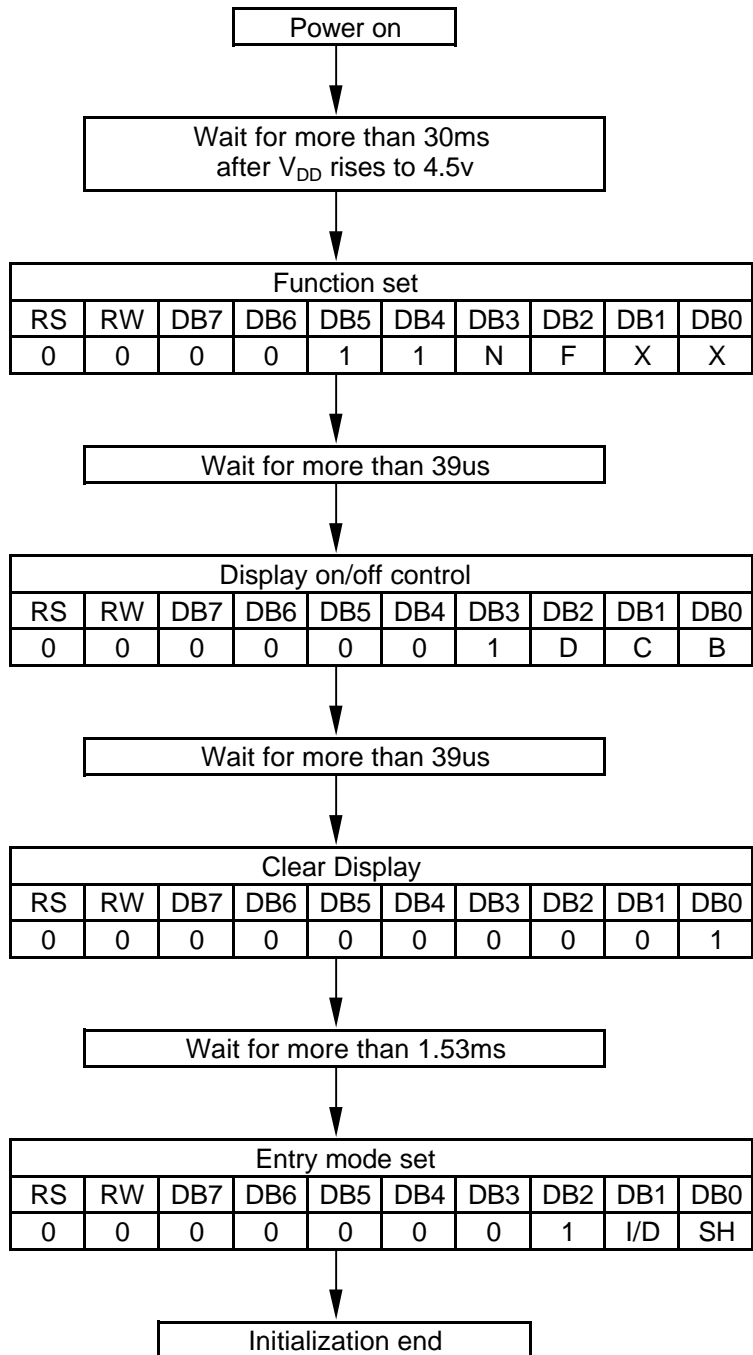 Power on
Wait for more than 30ms
after VDD rises to 4.5v
Function set
RS RW DB7 DB6 DB5 DB4 DB3 DB2 DB1 DB0
0 0 0 0 1 1 N F X X
Wait for more than 39us
Display on/off control
RS RW DB7 DB6 DB5 DB4 DB3 DB2 DB1 DB0
0 0 0 0 0 0 1 D C B
Wait for more than 39us
Clear Display
RS RW DB7 DB6 DB5 DB4 DB3 DB2 DB1 DB0
0 0 0 0 0 0 0 0 0 1
Wait for more than 1.53ms
Entry mode set
RS RW DB7 DB6 DB5 DB4 DB3 DB2 DB1 DB0
0 0 0 0 0 0 0 1 I/D SH
Initialization end